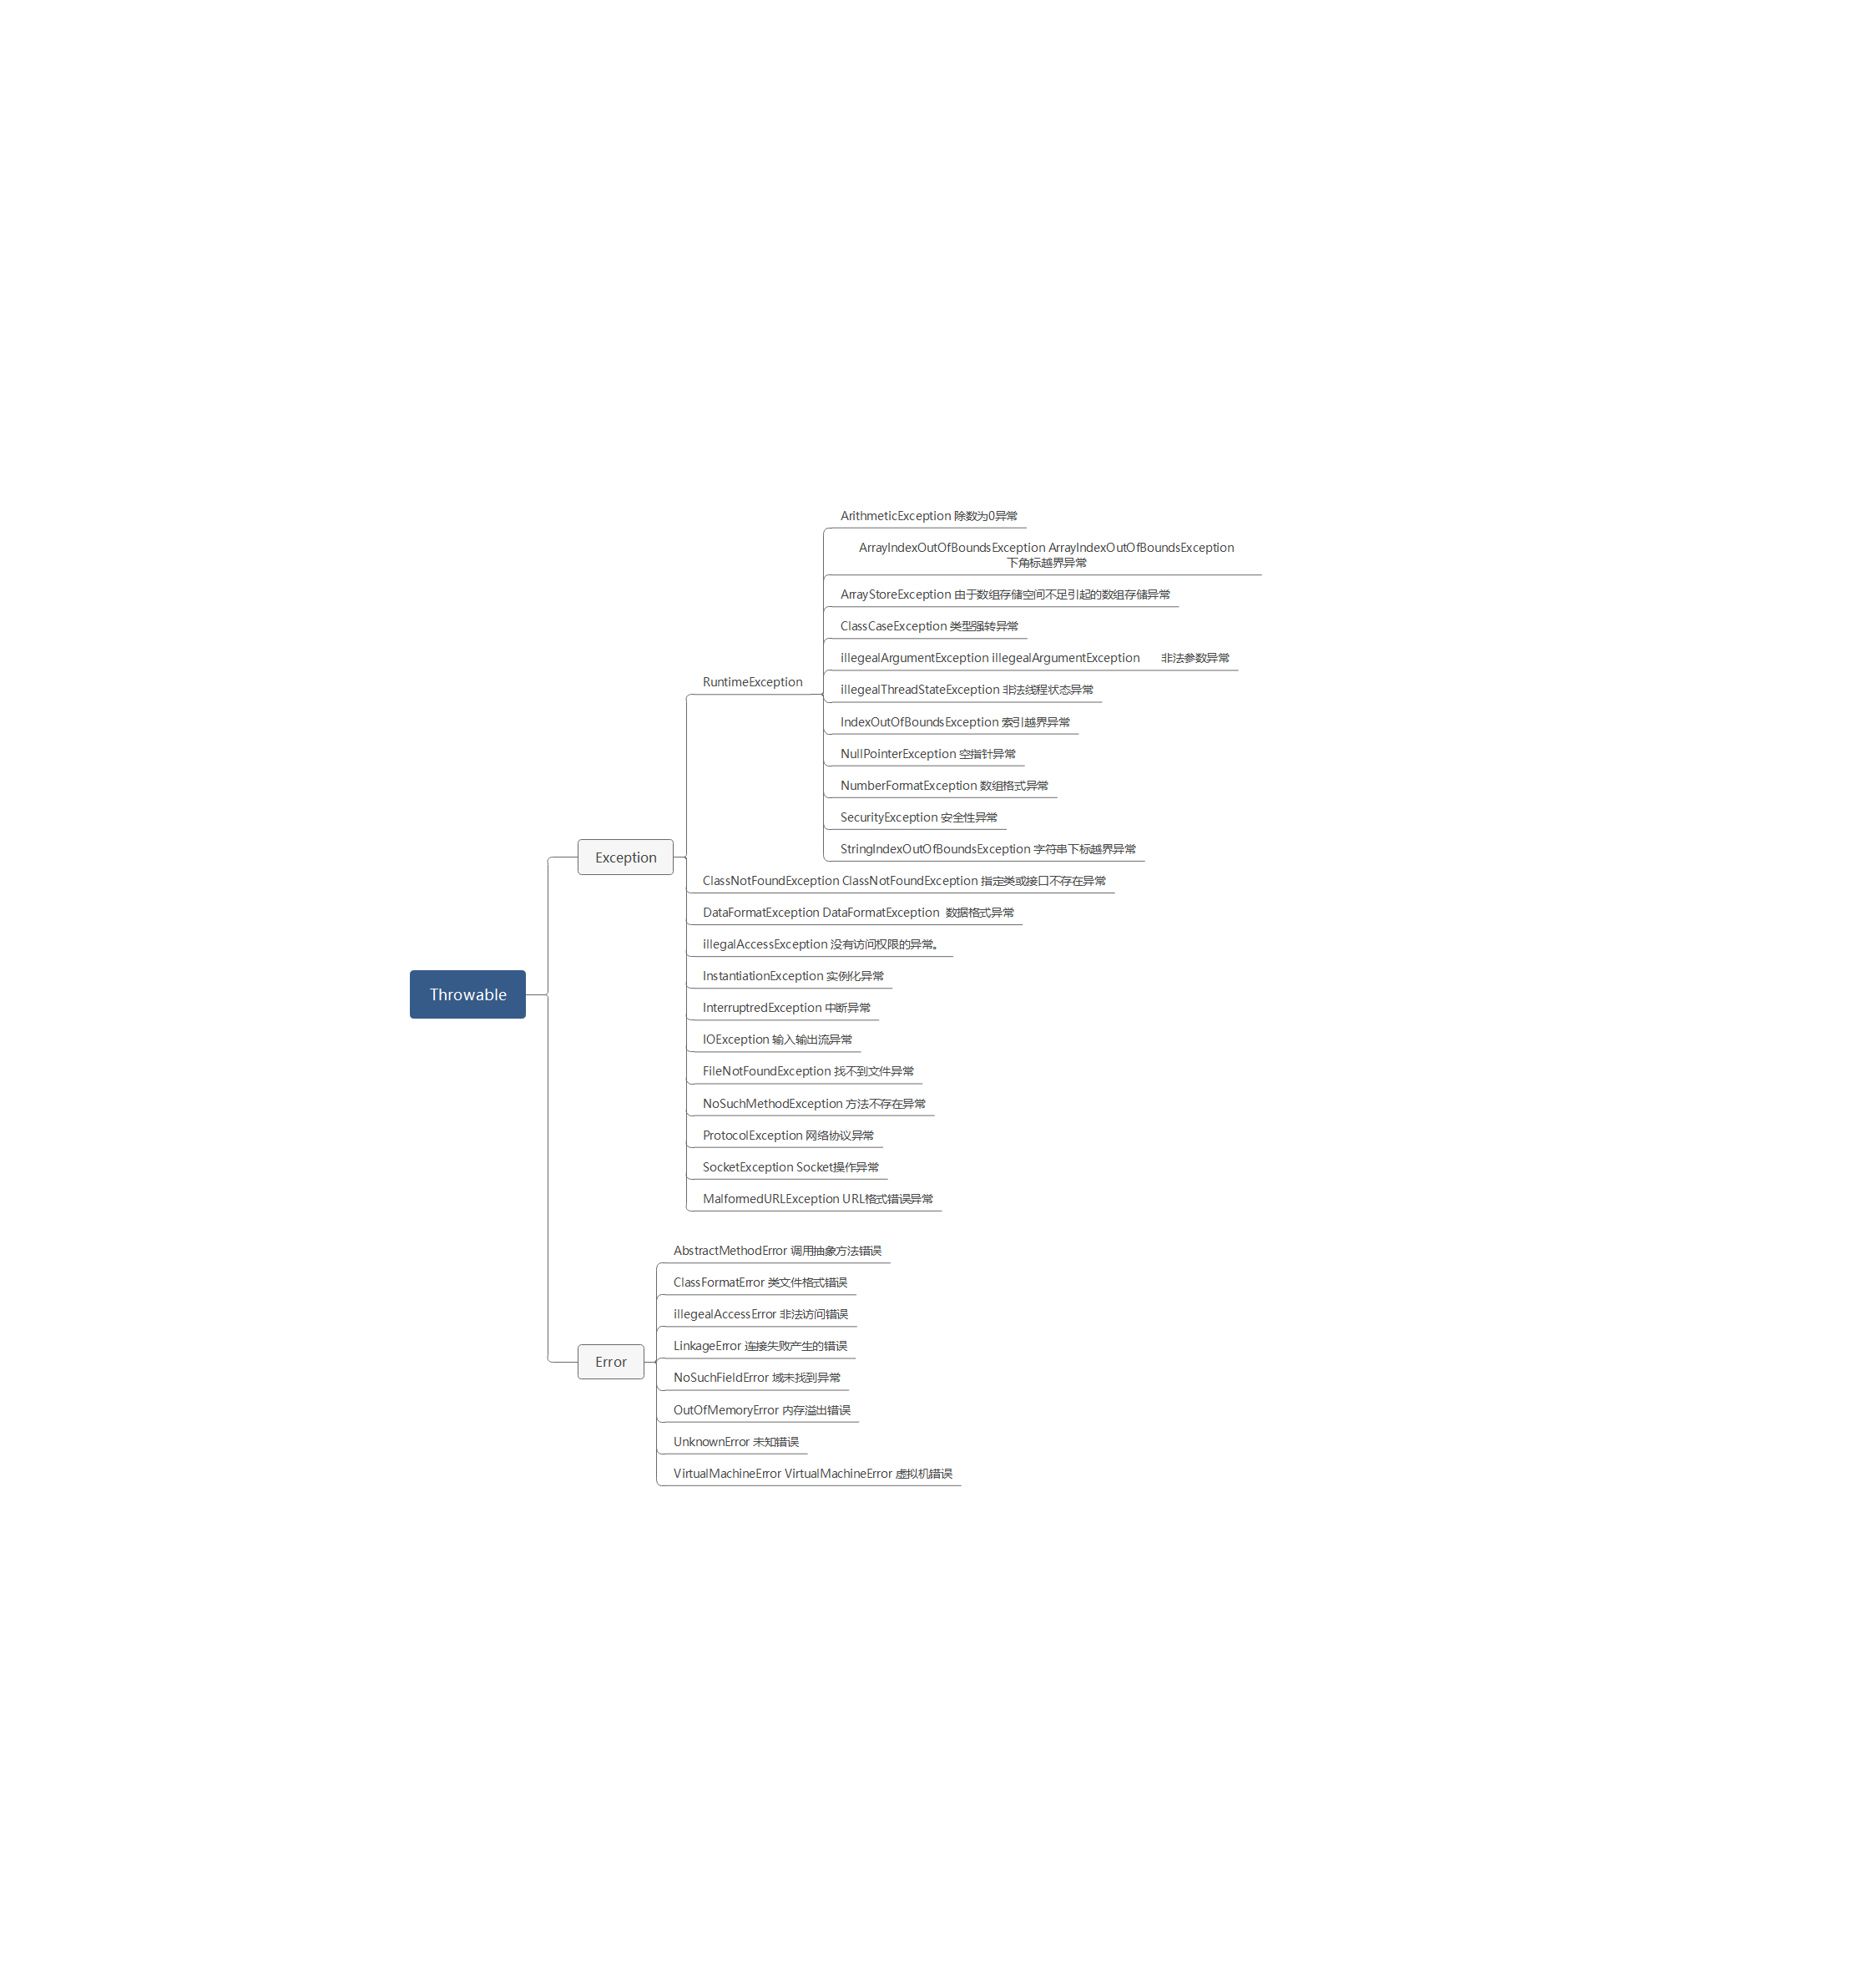 Throwable
Exception
RuntimeException
ArithmeticException 除数为0异常
ArrayIndexOutOfBoundsException ArrayIndexOutOfBoundsException
下角标越界异常
ArrayStoreException 由于数组存储空间不足引起的数组存储异常
ClassCaseException 类型强转异常
illegealArgumentException illegealArgumentException 非法参数异常
illegealThreadStateException 非法线程状态异常
IndexOutOfBoundsException 索引越界异常
NullPointerException 空指针异常
NumberFormatException 数组格式异常
SecurityException 安全性异常
StringIndexOutOfBoundsException 字符串下标越界异常
ClassNotFoundException ClassNotFoundException 指定类或接口不存在异常
DataFormatException DataFormatException 数据格式异常
illegalAccessException 没有访问权限的异常。
InstantiationException 实例化异常
InterruptredException 中断异常
IOException 输入输出流异常
FileNotFoundException 找不到文件异常
NoSuchMethodException 方法不存在异常
ProtocolException 网络协议异常
SocketException Socket操作异常
MalformedURLException URL格式错误异常
Error
AbstractMethodError 调用抽象方法错误
ClassFormatError 类文件格式错误
illegealAccessError 非法访问错误
LinkageError 连接失败产生的错误
NoSuchFieldError 域未找到异常
OutOfMemoryError 内存溢出错误
UnknownError 未知错误
VirtualMachineError VirtualMachineError 虚拟机错误